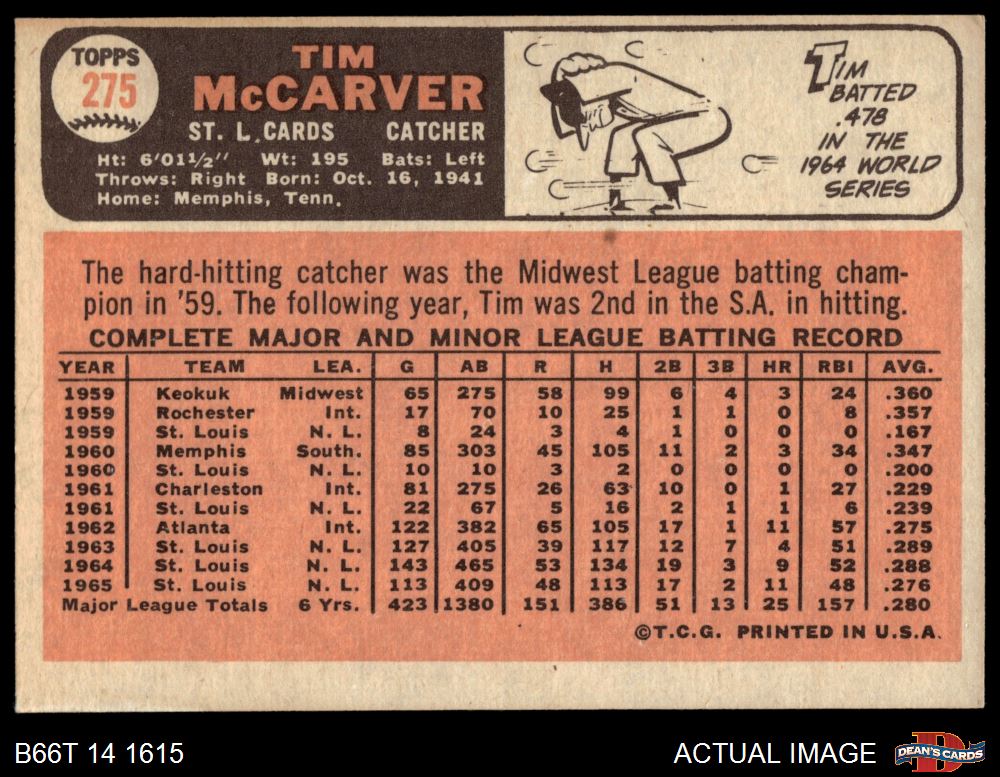 TOPPS
275
TIM
McCARVER
ST. L. CARDS CATCHER
Ht: 6'01½" Wt: 195 Bats: Left
Throws: Right Born: Oct. 16, 1941
Home: Memphis, Tenn.
TIM
BATTED
.478
IN THE
1964 WORLD
SERIES
The hard-hitting catcher was the Midwest League batting cham-
pion in '59. The following year, Tim was 2nd in the S.A. in hitting.
COMPLETE MAJOR AND MINOR LEAGUE BATTING RECORD
YEAR TEAM LEA. G AB R H 2B 3B HR RBI AVG.
1959 Keokuk Midwest 65 275 58 99 6 4 3 24 .360
1959 Rochester Int. 17 70 10 25 1 1 0 8 .357
1959 St. Louis N. L. 8 24 3 4 1 0 0 0 .167
1960 Memphis South. 85 303 45 105 11 2 3 34 .347
1960 St. Louis N. L. 10 10 3 2 0 0 0 0 .200
1961 Charleston Int. 81 275 26 63 10 0 1 27 .229
1961 St. Louis N. L. 22 67 5 16 2 1 1 6 .239
1962 Atlanta Int. 122 382 65 105 17 1 11 57 .275
1963 St. Louis N. L. 127 405 39 117 12 7 4 51 .289
1964 St. Louis N. L. 143 465 53 134 19 3 9 52 .288
1965 St. Louis N. L. 113 409 48 113 17 2 11 48 .276
Major League Totals 6 Yrs. 423 1380 151 386 51 13 25 157 .280
©T.C.G. PRINTED IN U.S.A.
B66T 14 1615
ACTUAL IMAGE
DEAN'S CARDS